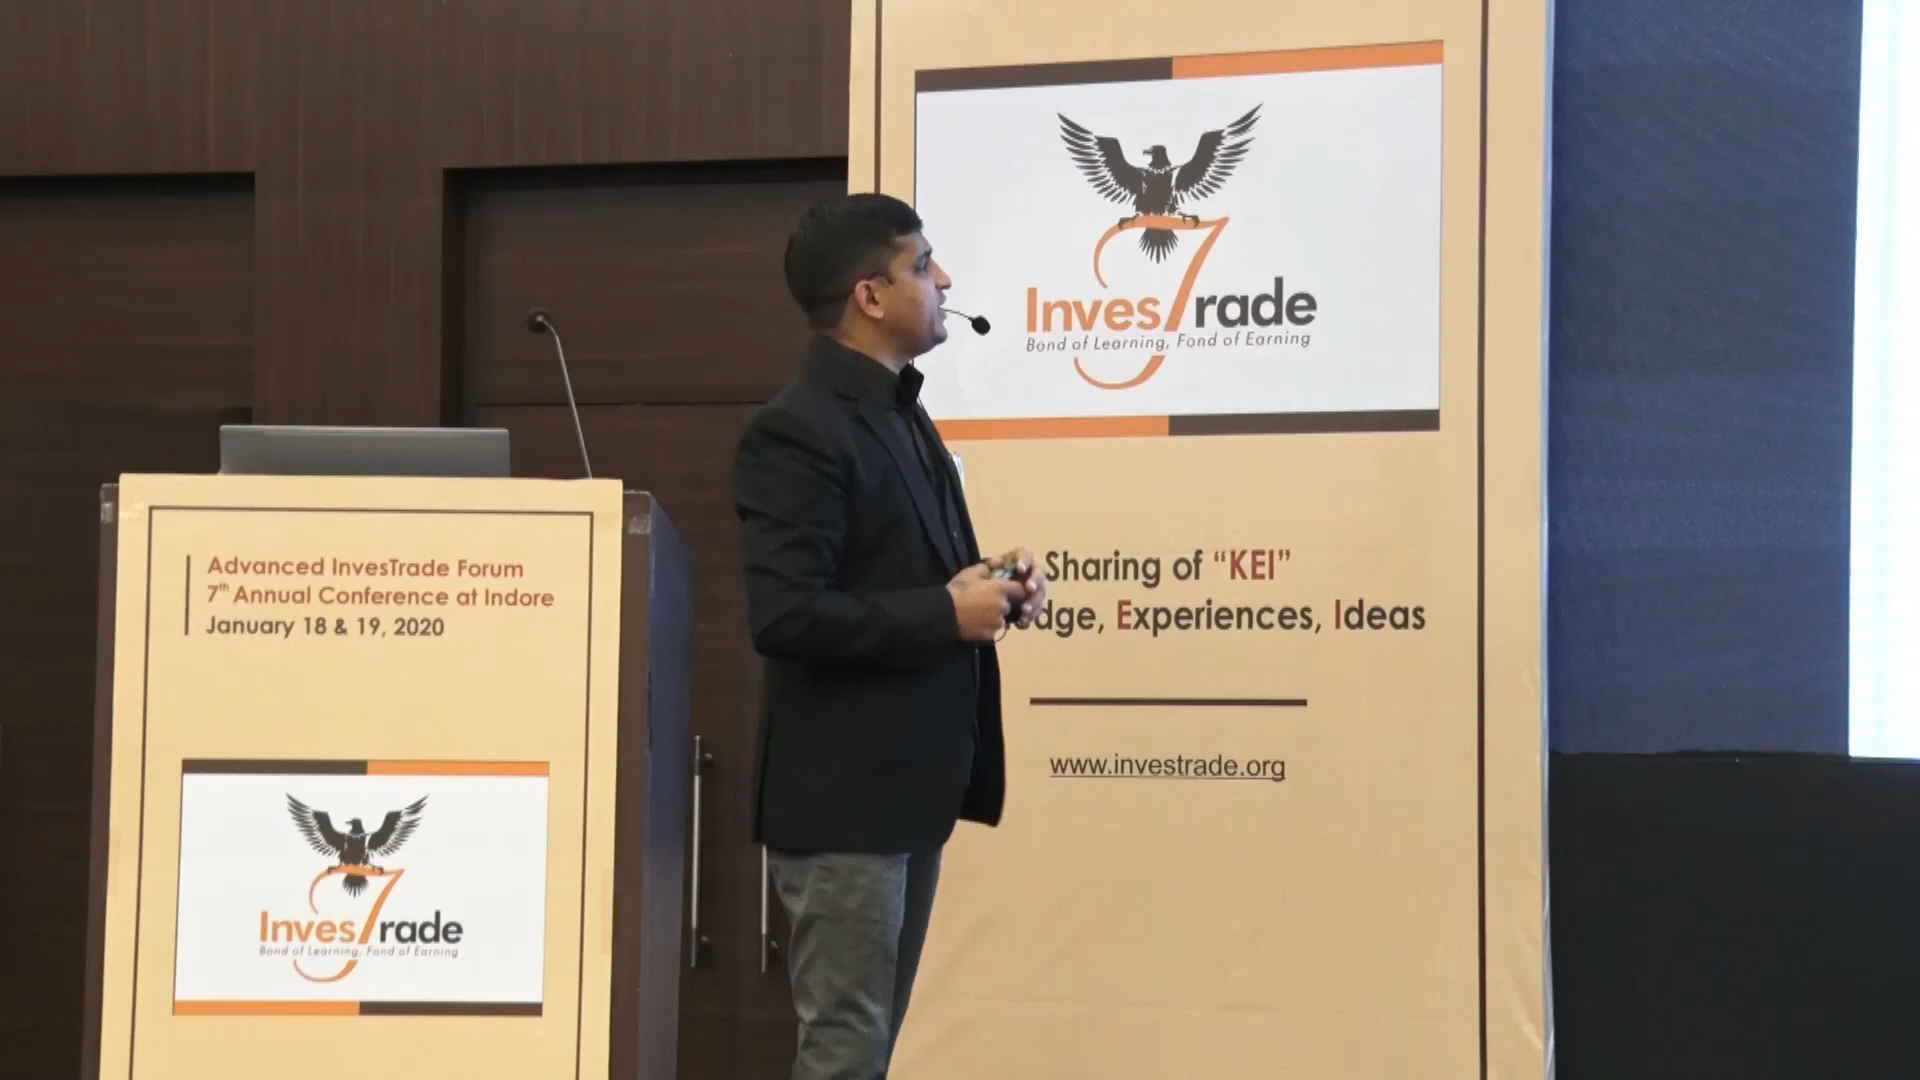 InvesTrade
Bond of Learning, Fond of Earning
Sharing of “KEI”
Experiences, Ideas
www.investrade.org
Advanced InvesTrade Forum
7th Annual Conference at Indore
January 18 & 19, 2020
InvesTrade
Bond of Learning, Fond of Earning